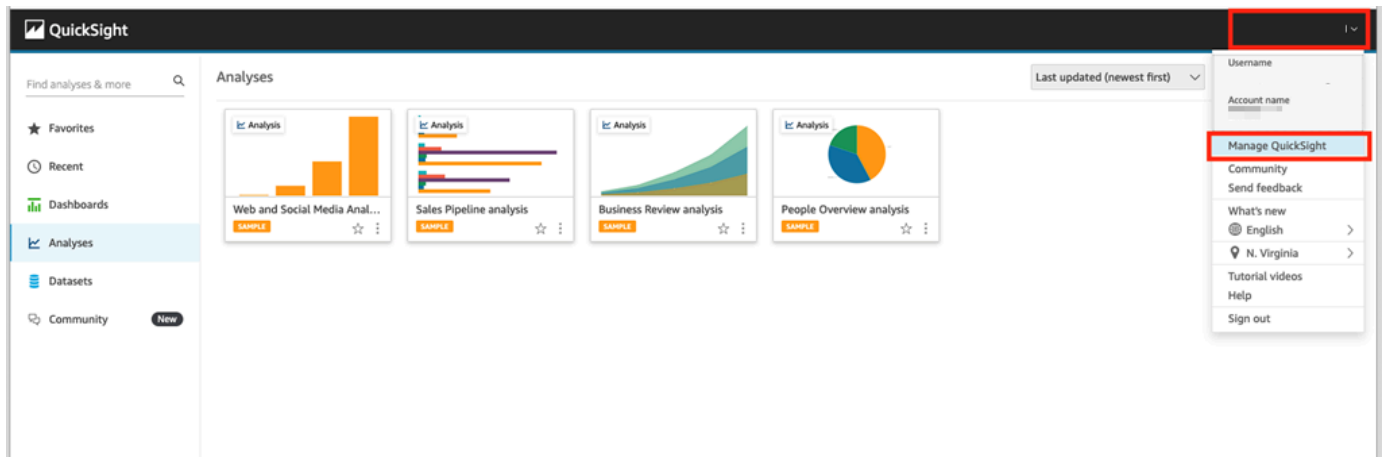 QuickSight
Find analyses & more
Favorites
Recent
Dashboards
Analyses
Datasets
Community New
Analyses
Last updated (newest first)
Analysis
Web and Social Media Anal...
SAMPLE
Analysis
Sales Pipeline analysis
SAMPLE
Analysis
Business Review analysis
SAMPLE
Analysis
People Overview analysis
SAMPLE
Username
Account name
Manage QuickSight
Community
Send feedback
What's new
English
N. Virginia
Tutorial videos
Help
Sign out